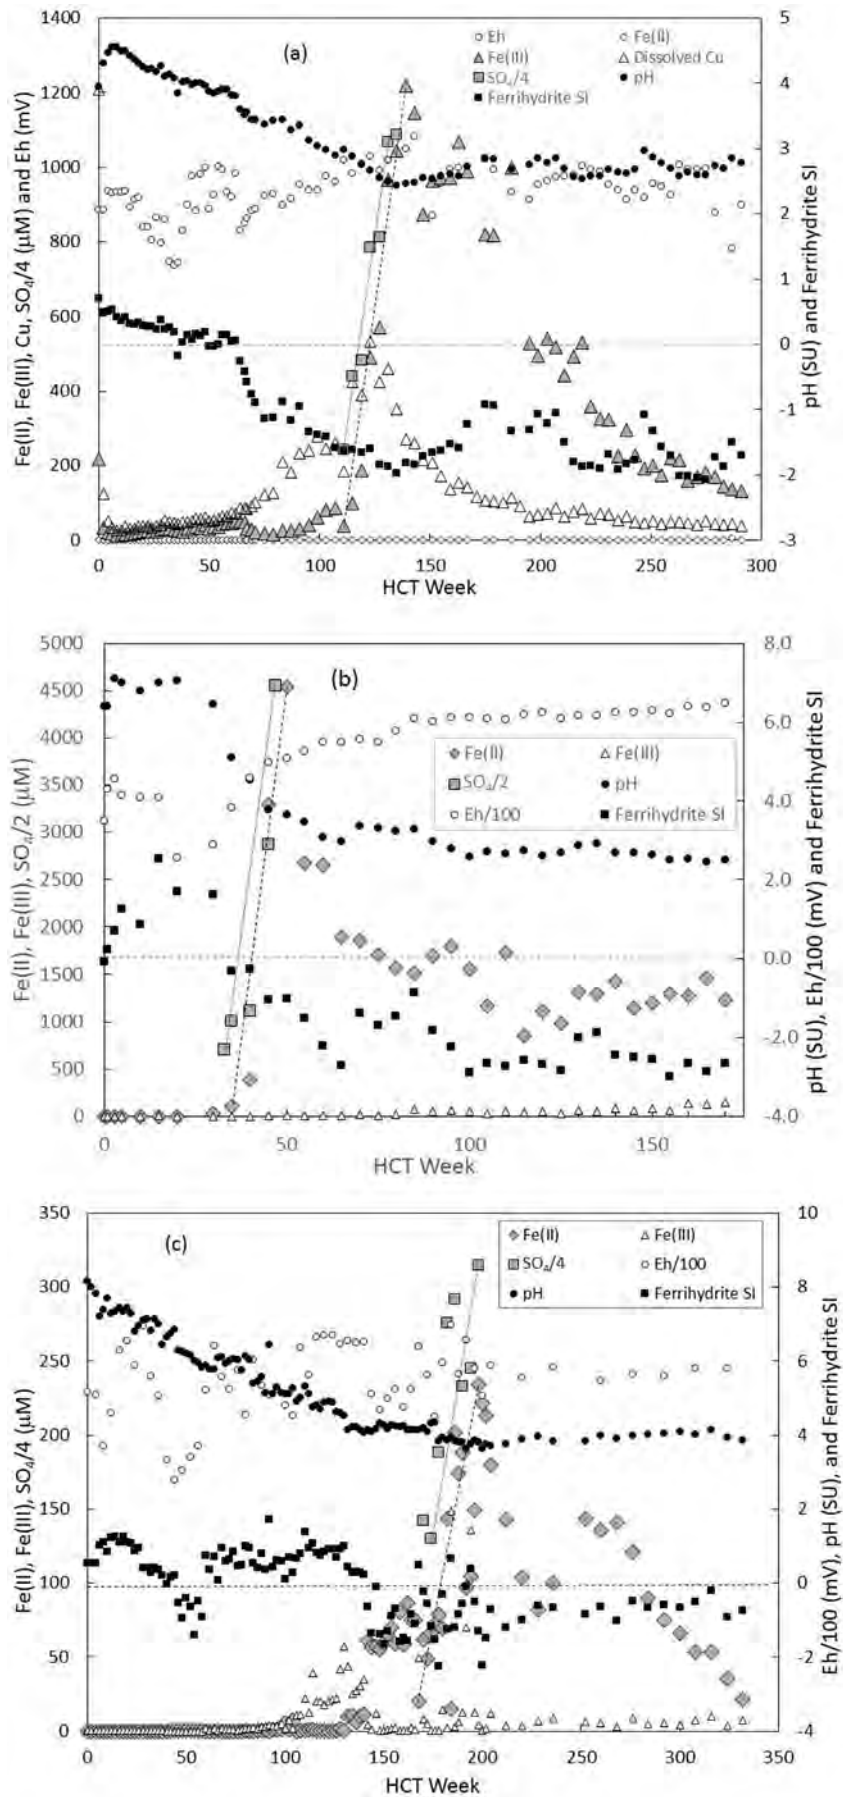 (a)
Eh Fe(II)
Fe(III) Dissolved Cu
SO₄/4 pH
Ferrihydrite SI
Fe(II), Fe(III), Cu, SO₄/4 (µM) and Eh (mV)
1400
1200
1000
800
600
400
200
0
5
4
3
2
1
0
-1
-2
-3
pH (SU) and Ferrihydrite SI
0 50 100 150 200 250 300
HCT Week
(b)
Fe(II) Fe(III)
SO₄/2 pH
Eh/100 Ferrihydrite SI
Fe(II), Fe(III), SO₄/2 (µM)
5000
4500
4000
3500
3000
2500
2000
1500
1000
500
0
8.0
6.0
4.0
2.0
0.0
-2.0
-4.0
pH (SU), Eh/100 (mV) and Ferrihydrite SI
0 50 100 150
HCT Week
(c)
Fe(II) Fe(III)
SO₄/4 Eh/100
pH Ferrihydrite SI
Fe(II), Fe(III), SO₄/4 (µM)
350
300
250
200
150
100
50
0
10
8
6
4
2
0
-2
-4
Eh/100 (mV), pH (SU), and Ferrihydrite SI
0 50 100 150 200 250 300 350
HCT Week